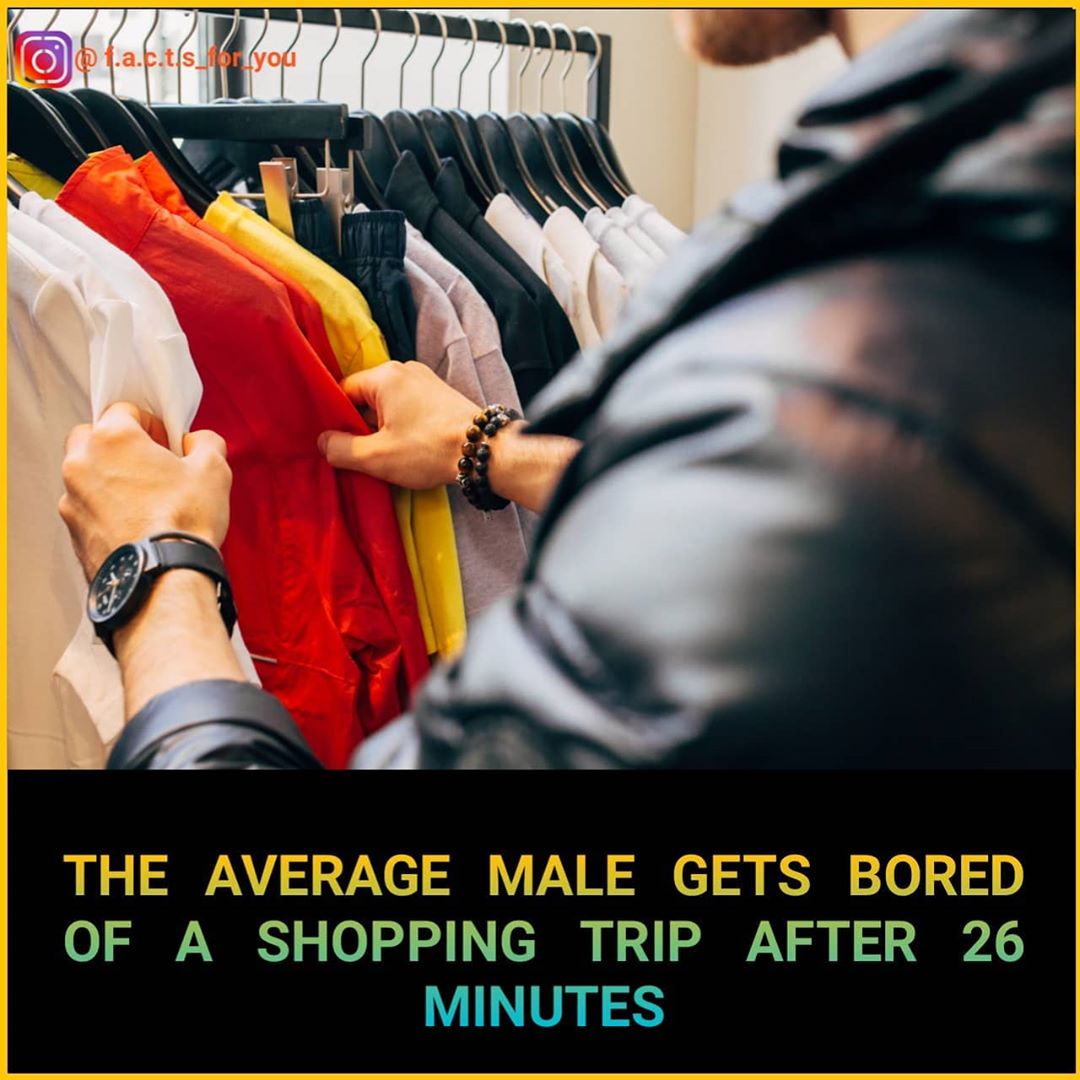 @ f.a.c.t.s_for_you
THE AVERAGE MALE GETS BORED
OF A SHOPPING TRIP AFTER 26
MINUTES